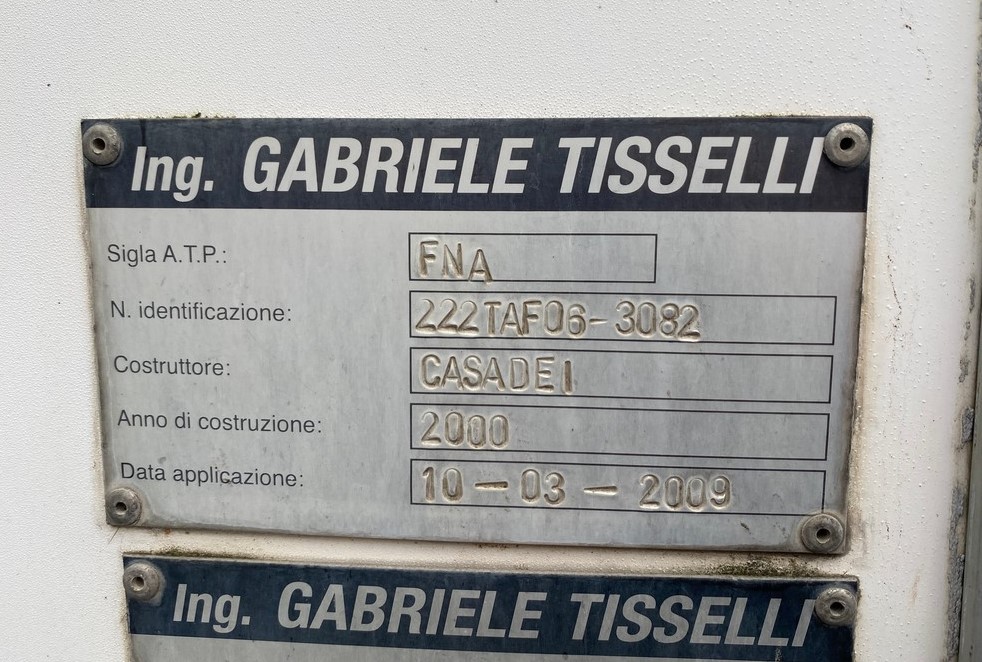 Ing. GABRIELE TISSELLI
Sigla A.T.P.: FNA
N. identificazione: 222TAF06-3082
Costruttore: CASADEI
Anno di costruzione: 2000
Data applicazione: 10-03-2009
Ing. GABRIELE TISSELLI